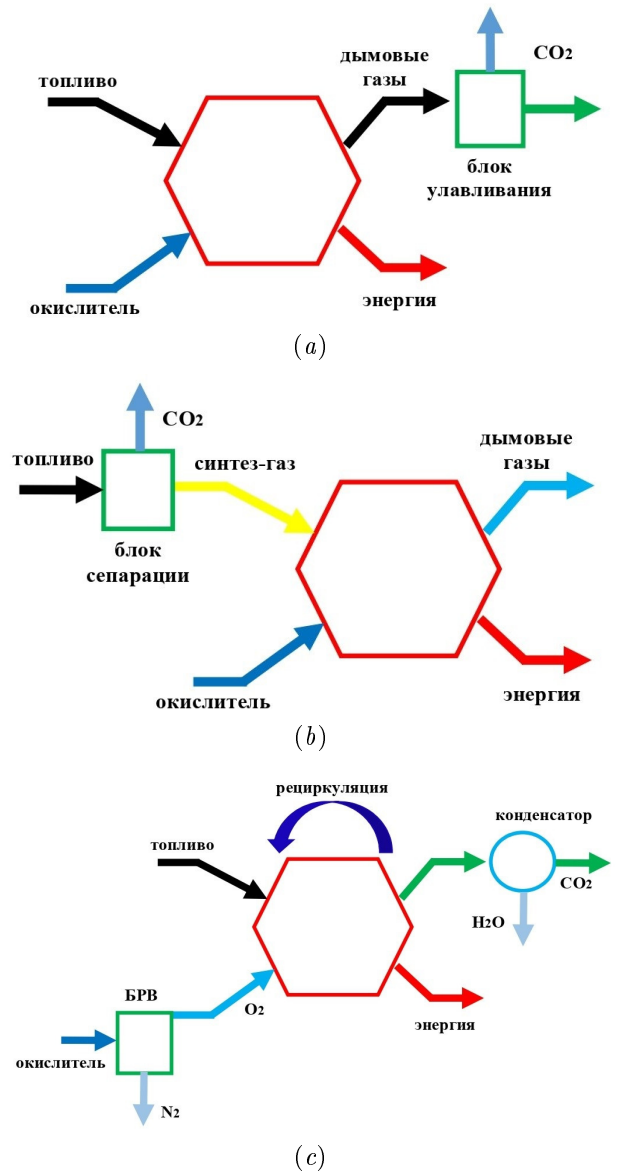 топливо
дымовые
газы
CO2
блок
улавливания
окислитель
энергия
(a)
CO2
топливо
синтез-газ
дымовые
газы
блок
сепарации
окислитель
энергия
(b)
рециркуляция
топливо
конденсатор
CO2
H2O
БРВ
O2
окислитель
энергия
N2
(c)